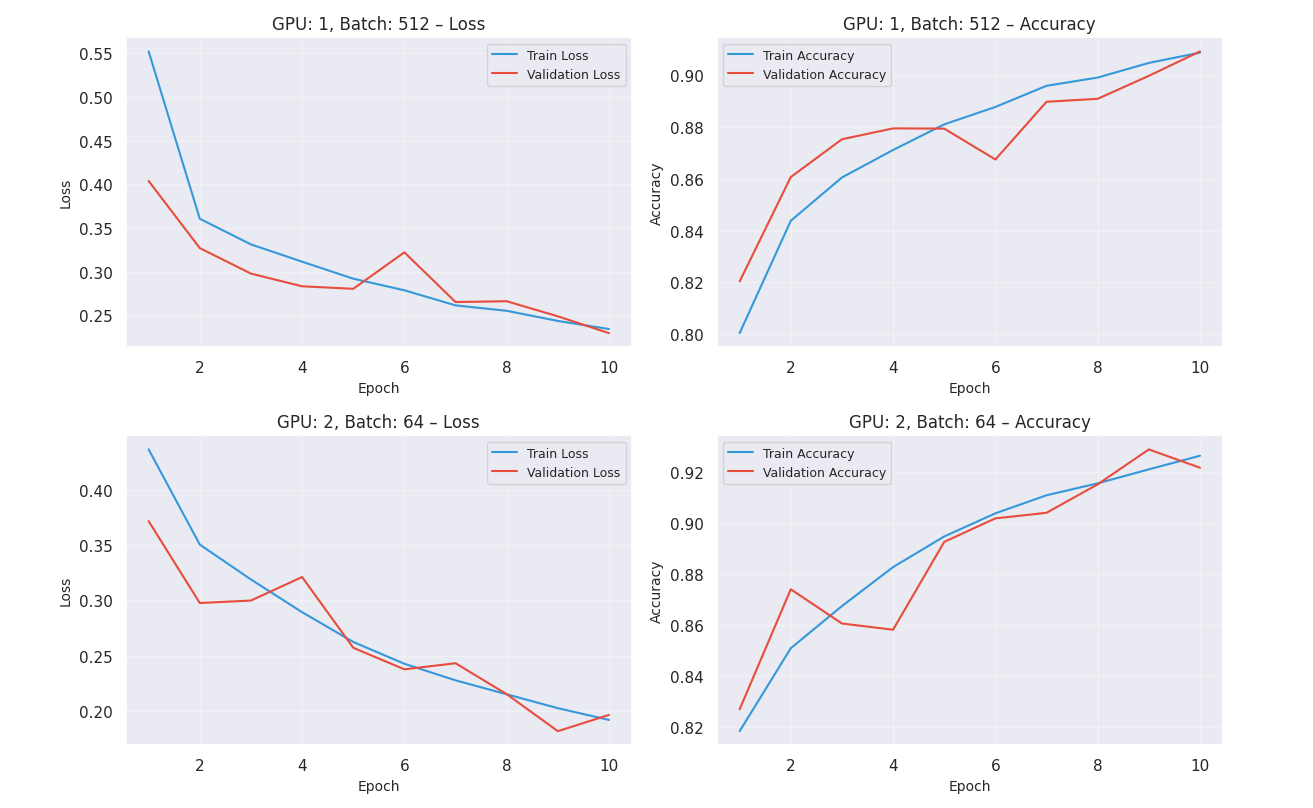 GPU: 1, Batch: 512 – Loss
0.55
0.50
0.45
0.40
0.35
0.30
0.25
Loss
Train Loss
Validation Loss
2 4 6 8 10
Epoch
GPU: 1, Batch: 512 – Accuracy
0.90
0.88
0.86
0.84
0.82
0.80
Accuracy
Train Accuracy
Validation Accuracy
2 4 6 8 10
Epoch
GPU: 2, Batch: 64 – Loss
0.40
0.35
0.30
0.25
0.20
Loss
Train Loss
Validation Loss
2 4 6 8 10
Epoch
GPU: 2, Batch: 64 – Accuracy
0.92
0.90
0.88
0.86
0.84
0.82
Accuracy
Train Accuracy
Validation Accuracy
2 4 6 8 10
Epoch